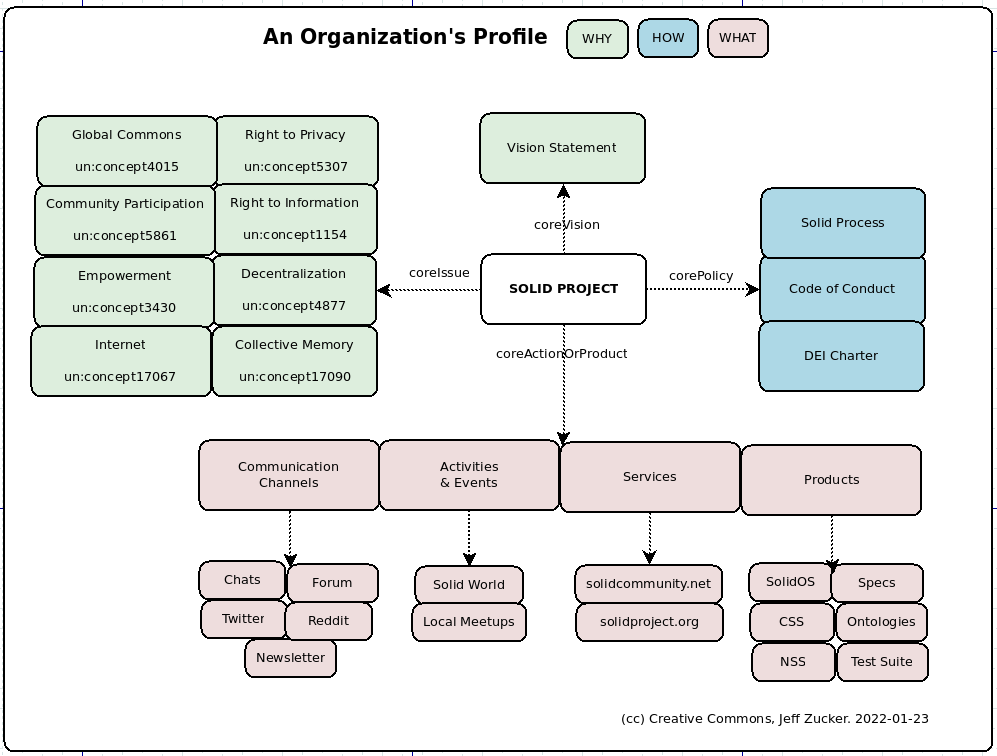 An Organization's Profile
WHY
HOW
WHAT
Global Commons
un:concept4015
Right to Privacy
un:concept5307
Community Participation
un:concept5861
Right to Information
un:concept1154
Empowerment
un:concept3430
Decentralization
un:concept4877
Internet
un:concept17067
Collective Memory
un:concept17090
Vision Statement
coreVision
coreIssue
SOLID PROJECT
corePolicy
coreActionOrProduct
Solid Process
Code of Conduct
DEI Charter
Communication
Channels
Activities
& Events
Services
Products
Chats
Forum
Twitter
Reddit
Newsletter
Solid World
Local Meetups
solidcommunity.net
solidproject.org
SolidOS
Specs
CSS
Ontologies
NSS
Test Suite
(cc) Creative Commons, Jeff Zucker. 2022-01-23